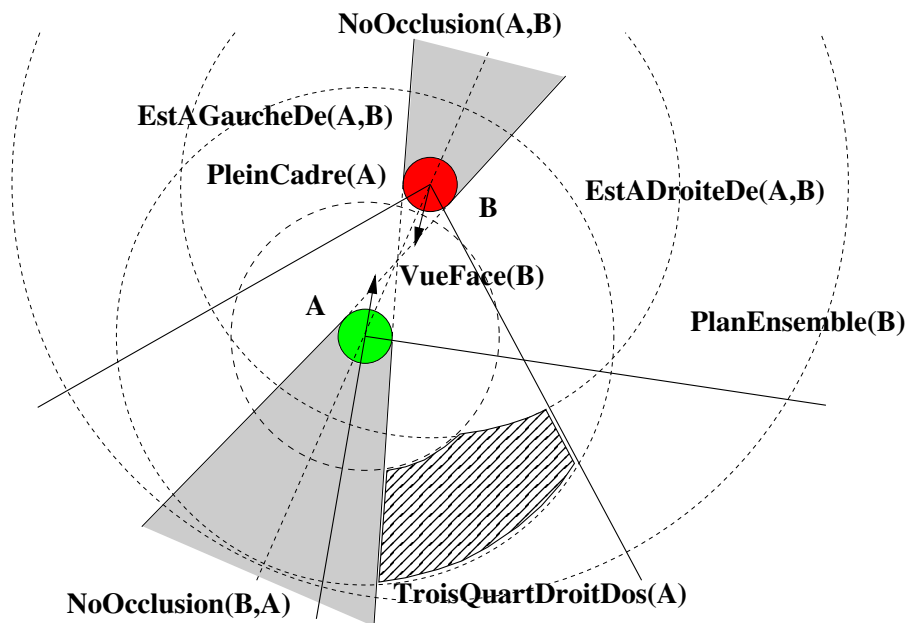 NoOcclusion(A,B)
EstAGaucheDe(A,B)
PleinCadre(A)
EstADroiteDe(A,B)
B
VueFace(B)
A
PlanEnsemble(B)
TroisQuartDroitDos(A)
NoOcclusion(B,A)